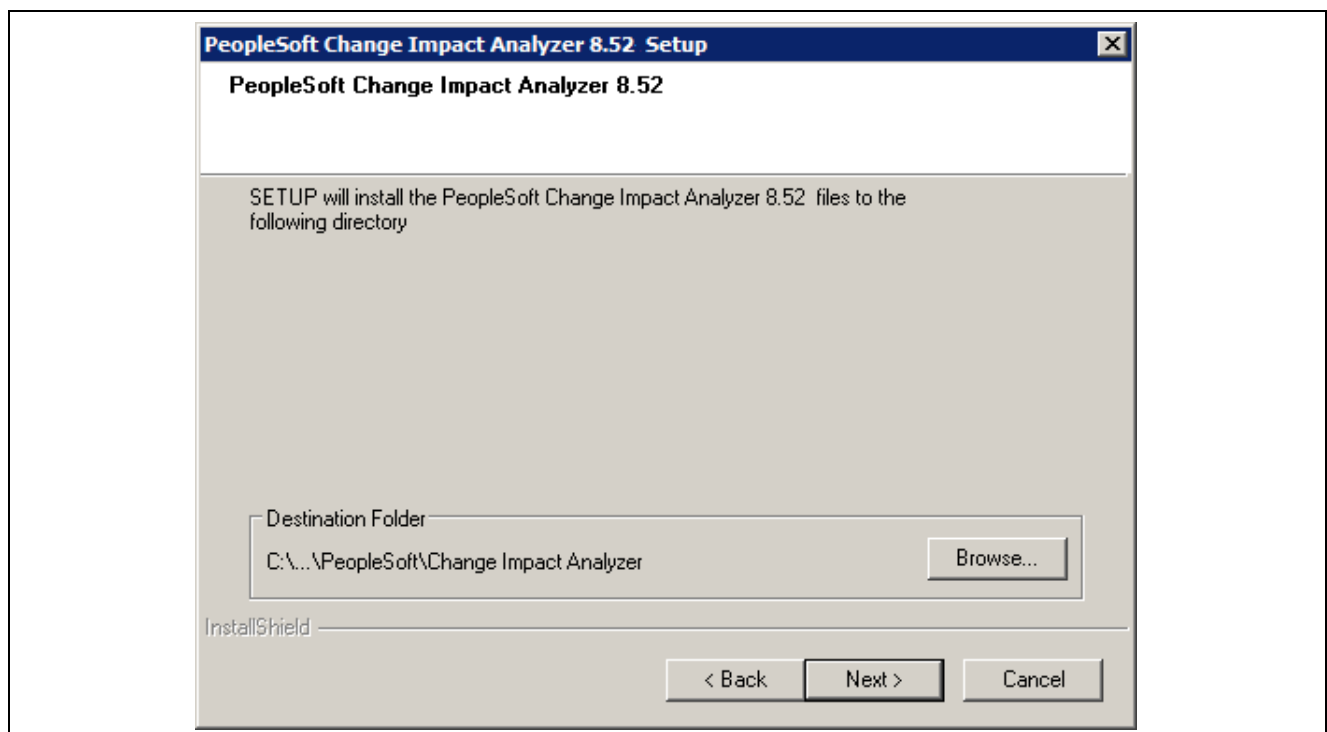 PeopleSoft Change Impact Analyzer 8.52 Setup
PeopleSoft Change Impact Analyzer 8.52
SETUP will install the PeopleSoft Change Impact Analyzer 8.52 files to the
following directory
Destination Folder
C:\...\PeopleSoft\Change Impact Analyzer
Browse...
InstallShield
< Back
Next >
Cancel